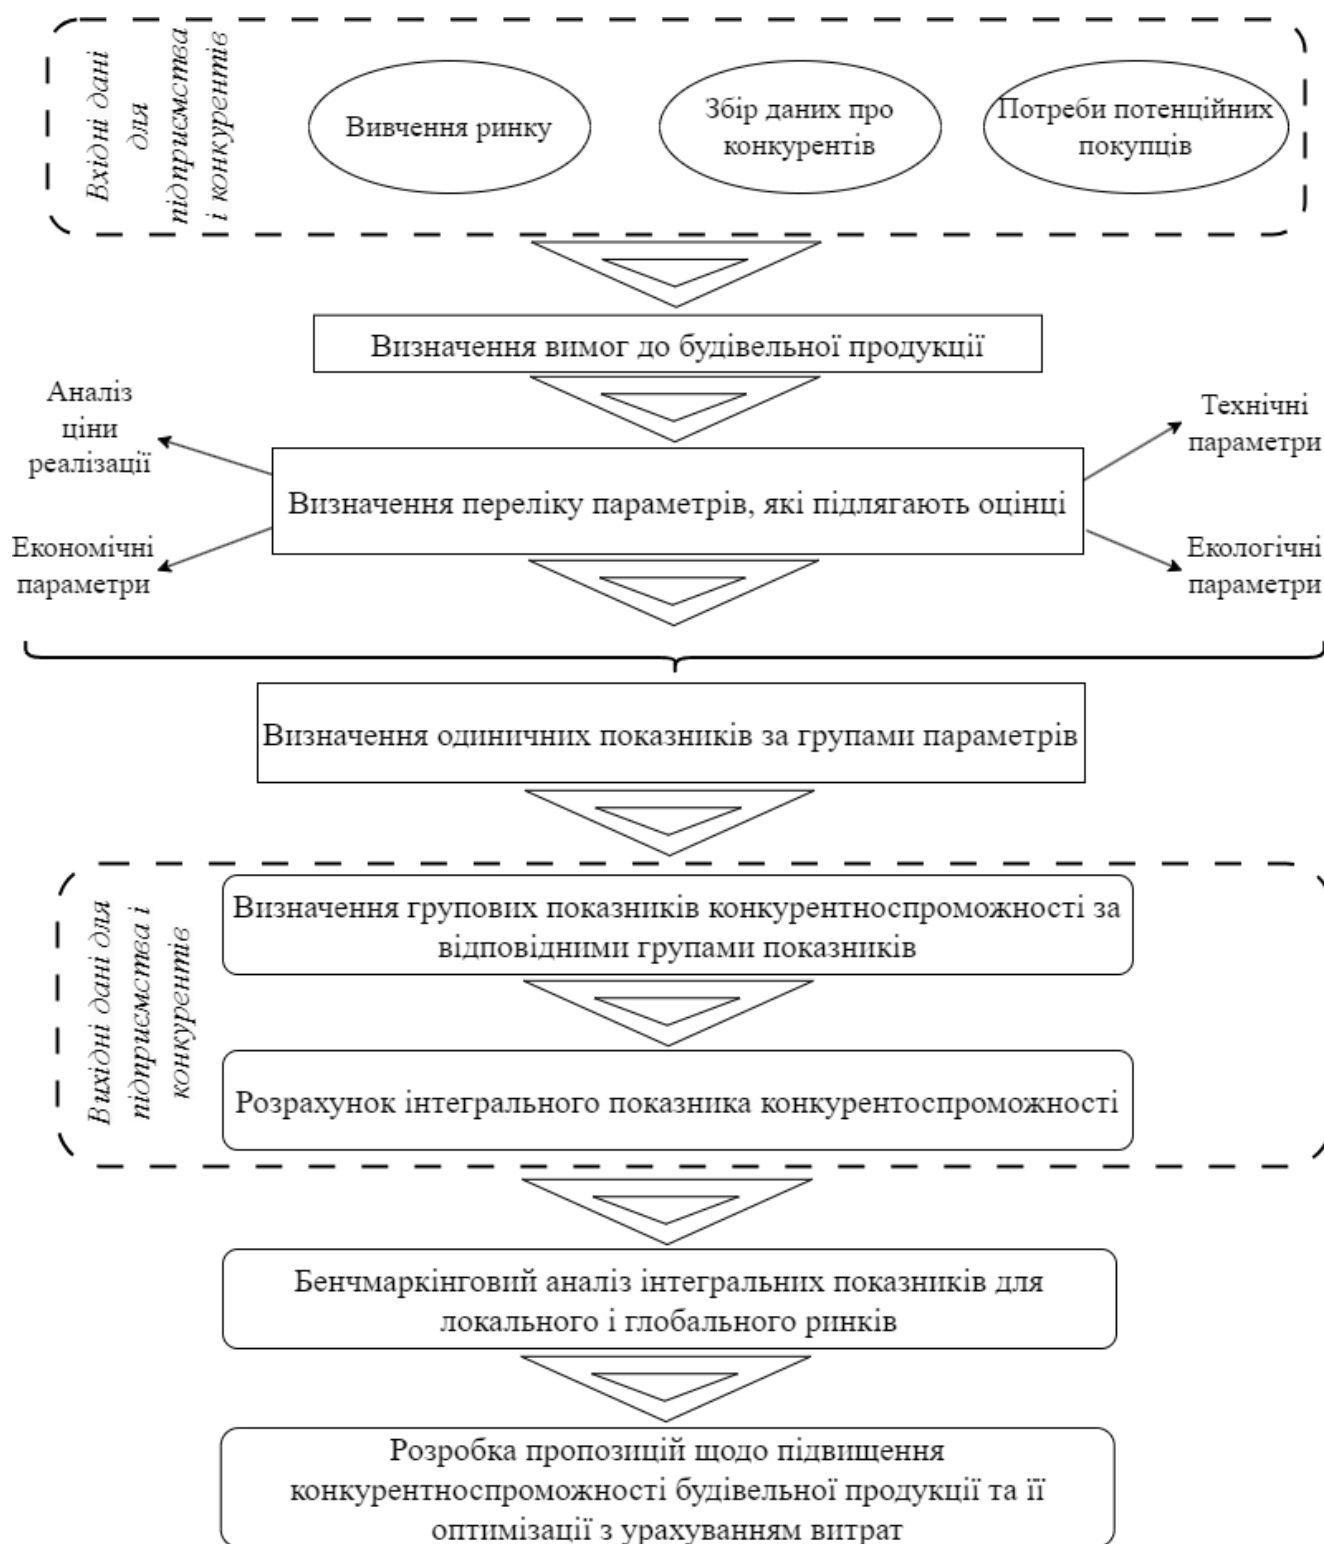 Вхідні дані
для
підприємства
і конкурентів
Вивчення ринку
Збір даних про
конкурентів
Потреби потенційних
покупців
Визначення вимог до будівельної продукції
Аналіз
ціни
реалізації
Технічні
параметри
Визначення переліку параметрів, які підлягають оцінці
Економічні
параметри
Екологічні
параметри
Визначення одиничних показників за групами параметрів
Вихідні дані для
підприємства і
конкурентів
Визначення групових показників конкурентноспроможності за
відповідними групами показників
Розрахунок інтегрального показника конкурентоспроможності
Бенчмаркінговий аналіз інтегральних показників для
локального і глобального ринків
Розробка пропозицій щодо підвищення
конкурентноспроможності будівельної продукції та її
оптимізації з урахуванням витрат